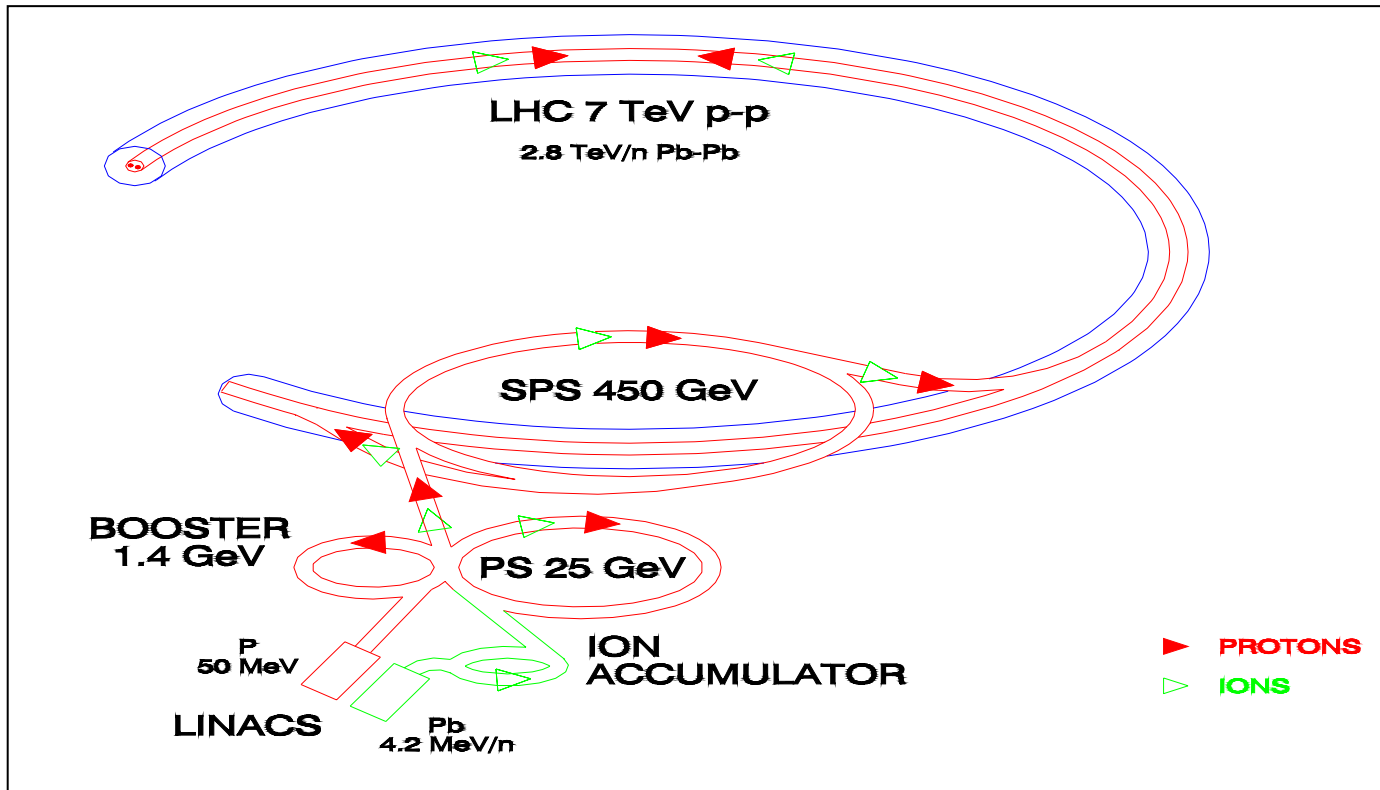 LHC 7 TeV p-p
2.8 TeV/n Pb-Pb
SPS 450 GeV
BOOSTER
1.4 GeV
PS 25 GeV
P
50 MeV
ION
ACCUMULATOR
LINACS
Pb
4.2 MeV/n
PROTONS
IONS